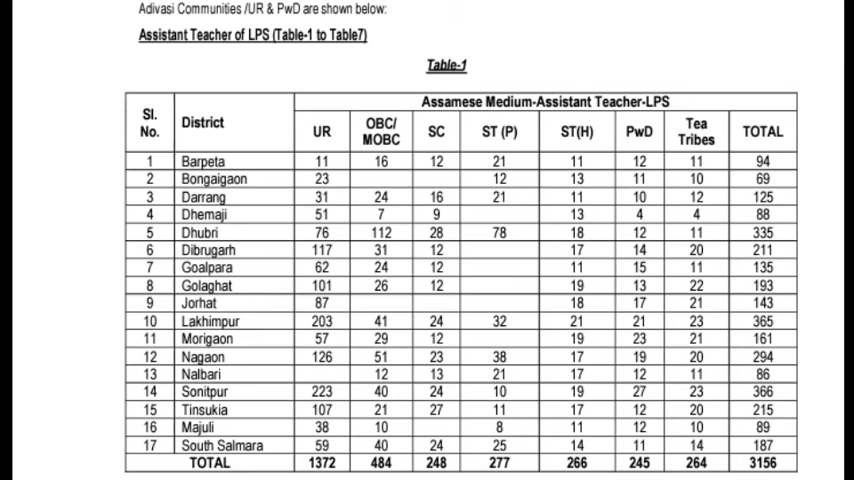 Adivasi Communities /UR & PwD are shown below:
Assistant Teacher of LPS (Table-1 to Table7)
Table-1
Sl. No. District Assamese Medium-Assistant Teacher-LPS
UR OBC/ MOBC SC ST (P) ST(H) PwD Tea Tribes TOTAL
1 Barpeta 11 16 12 21 11 12 11 94
2 Bongaigaon 23 12 13 11 10 69
3 Darrang 31 24 16 21 11 10 12 125
4 Dhemaji 51 7 9 13 4 4 88
5 Dhubri 76 112 28 78 18 12 11 335
6 Dibrugarh 117 31 12 17 14 20 211
7 Goalpara 62 24 12 11 15 11 135
8 Golaghat 101 26 12 19 13 22 193
9 Jorhat 87 18 17 21 143
10 Lakhimpur 203 41 24 32 21 21 23 365
11 Morigaon 57 29 12 19 23 21 161
12 Nagaon 126 51 23 38 17 19 20 294
13 Nalbari 12 13 21 17 12 11 86
14 Sonitpur 223 40 24 10 19 27 23 366
15 Tinsukia 107 21 27 11 17 12 20 215
16 Majuli 38 10 8 11 12 10 89
17 South Salmara 59 40 24 25 14 11 14 187
TOTAL 1372 484 248 277 266 245 264 3156